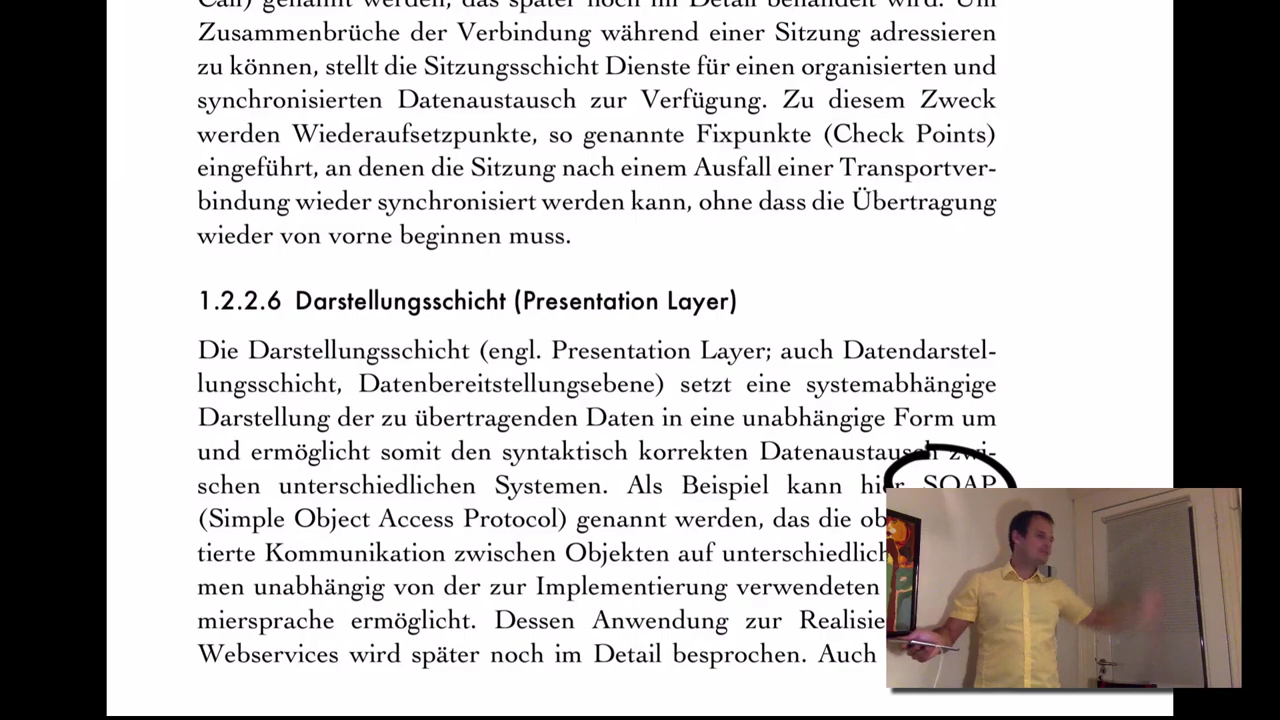 Call) genannt werden, das später noch im Detail behandelt wird. Um
Zusammenbrüche der Verbindung während einer Sitzung adressieren
zu können, stellt die Sitzungsschicht Dienste für einen organisierten und
synchronisierten Datenaustausch zur Verfügung. Zu diesem Zweck
werden Wiederaufsetzpunkte, so genannte Fixpunkte (Check Points)
eingeführt, an denen die Sitzung nach einem Ausfall einer Transportver-
bindung wieder synchronisiert werden kann, ohne dass die Übertragung
wieder von vorne beginnen muss.
1.2.2.6 Darstellungsschicht (Presentation Layer)
Die Darstellungsschicht (engl. Presentation Layer; auch Datendarstel-
lungsschicht, Datenbereitstellungsebene) setzt eine systemabhängige
Darstellung der zu übertragenden Daten in eine unabhängige Form um
und ermöglicht somit den syntaktisch korrekten Datenaustausch zwi-
schen unterschiedlichen Systemen. Als Beispiel kann hier SOAP
(Simple Object Access Protocol) genannt werden, das die ob
tierte Kommunikation zwischen Objekten auf unterschiedlich
men unabhängig von der zur Implementierung verwendeten
miersprache ermöglicht. Dessen Anwendung zur Realisie
Webservices wird später noch im Detail besprochen. Auch